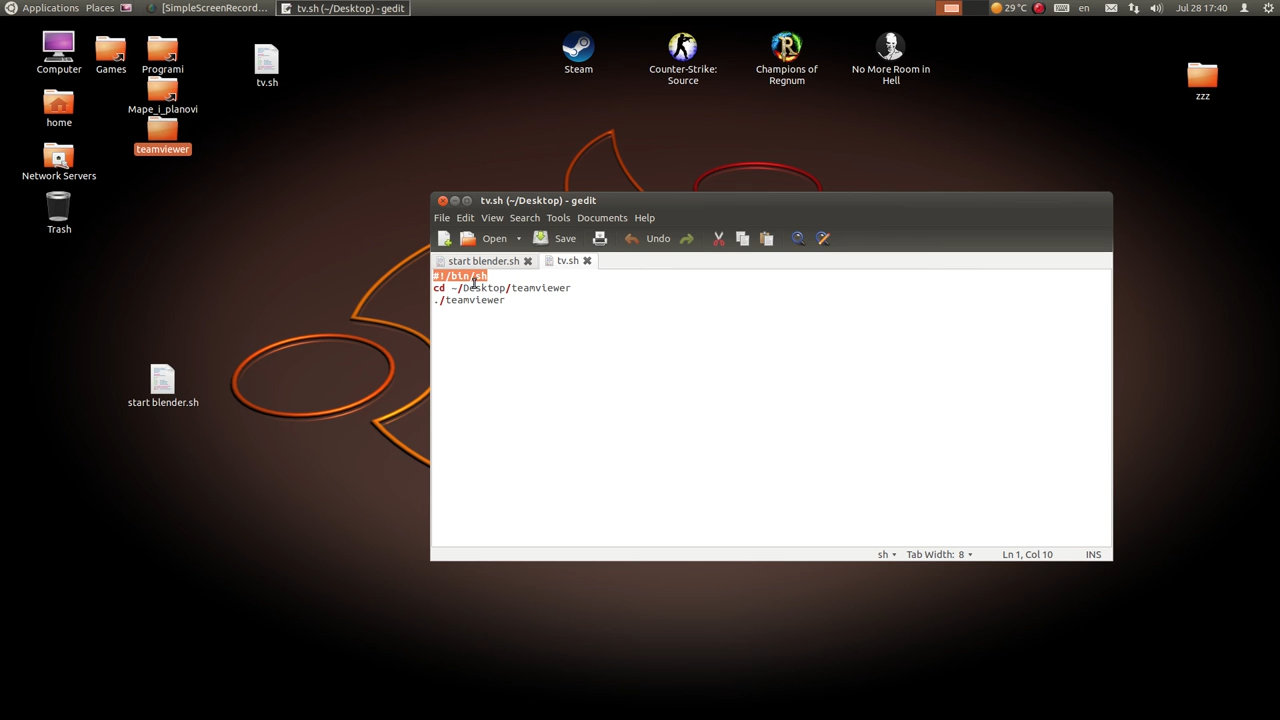 Applications Places [SimpleScreenRecord... tv.sh (~/Desktop) - gedit 29 °C en Jul 28 17:40
Computer
Games
Programi
tv.sh
Steam
Counter-Strike:
Source
Champions of
Regnum
No More Room in
Hell
zzz
home
Mape_i_planovi
teamviewer
Network Servers
Trash
start blender.sh
tv.sh (~/Desktop) - gedit
File Edit View Search Tools Documents Help
Open Save Undo
start blender.sh tv.sh
#!/bin/sh
cd ~/Desktop/teamviewer
./teamviewer
sh Tab Width: 8 Ln 1, Col 10 INS